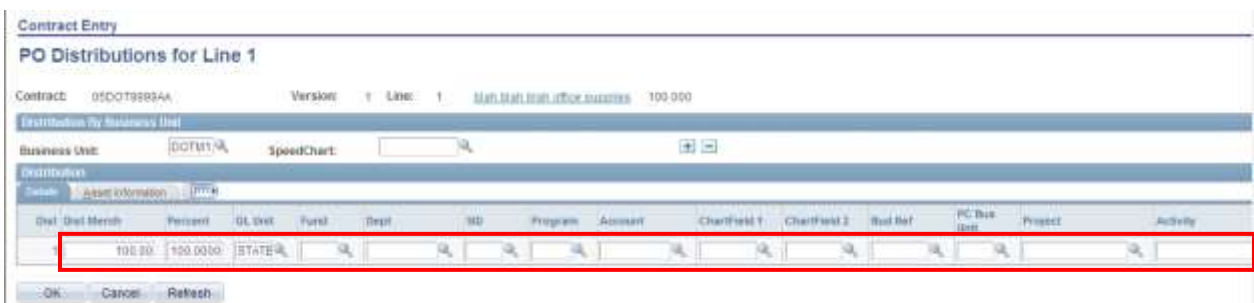 Contract Entry
PO Distributions for Line 1
Contract: 05DOT9999AA Version: 1 Line: 1 blah blah blah office supplies 100.000
Distribution By Business Unit
Business Unit: DOTM1 SpeedChart:
Distribution
Details Asset Information
Dist Dist Merch Percent GL Unit Fund Dept SID Program Account ChartField 1 ChartField 2 Bud Ref PC Bus Unit Project Activity
1 100.00 100.0000 STATE
OK Cancel Refresh